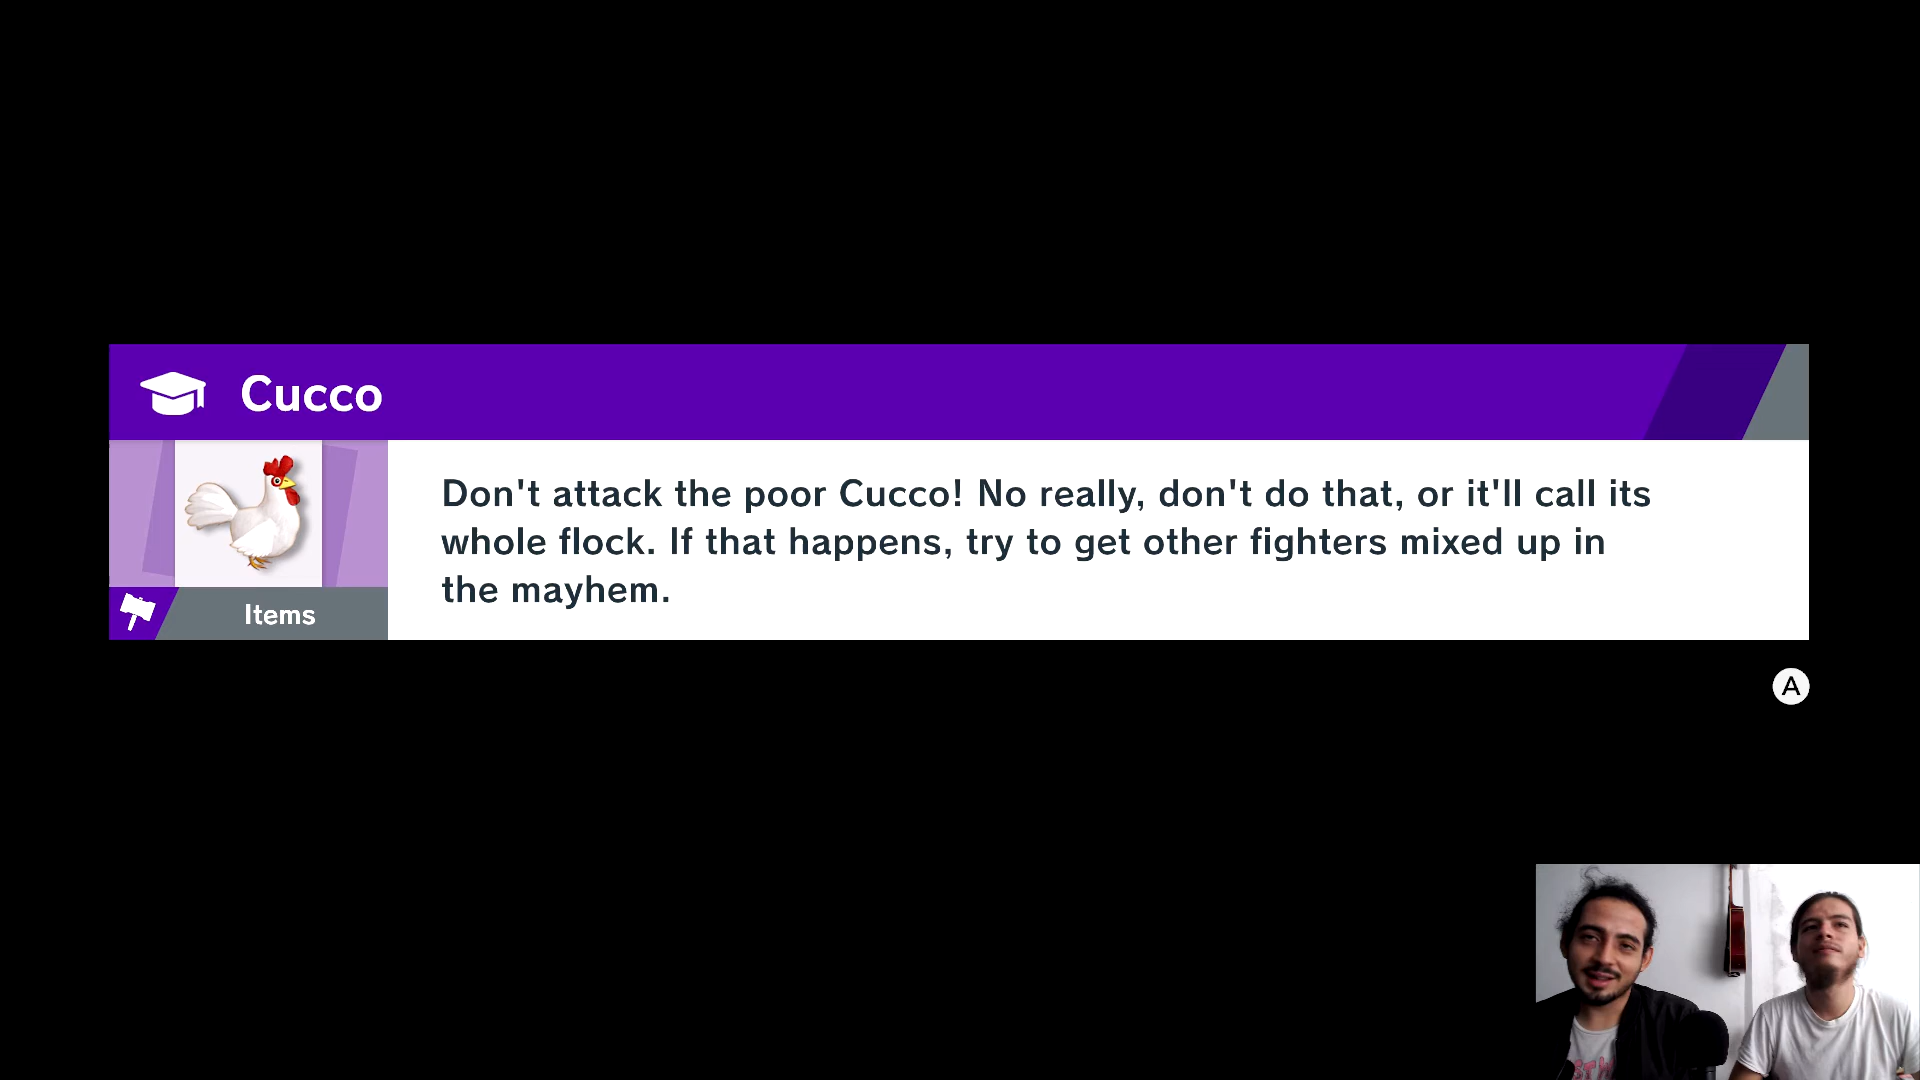 Cucco
Don't attack the poor Cucco! No really, don't do that, or it'll call its
whole flock. If that happens, try to get other fighters mixed up in
the mayhem.
Items
A